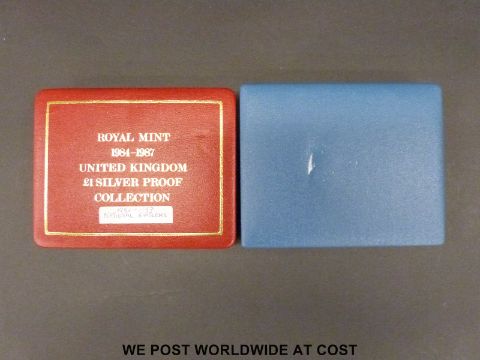 ROYAL MINT
1984–1987
UNITED KINGDOM
£1 SILVER PROOF
COLLECTION
WE POST WORLDWIDE AT COST